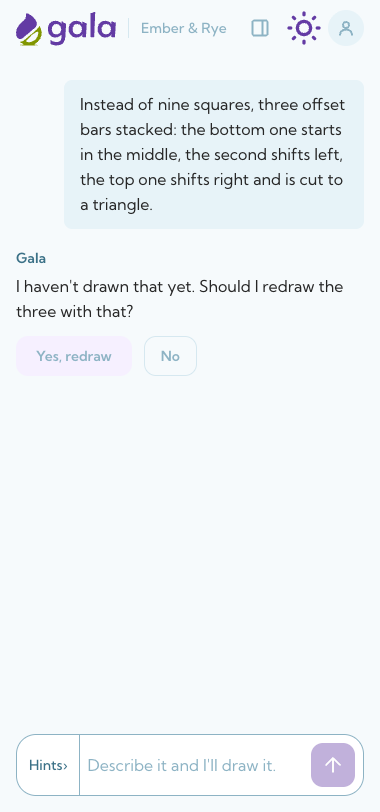 gala
Ember & Rye
Instead of nine squares, three offset
bars stacked: the bottom one starts
in the middle, the second shifts left,
the top one shifts right and is cut to
a triangle.
Gala
I haven't drawn that yet. Should I redraw the
three with that?
Yes, redraw
No
Hints›
Describe it and I'll draw it.